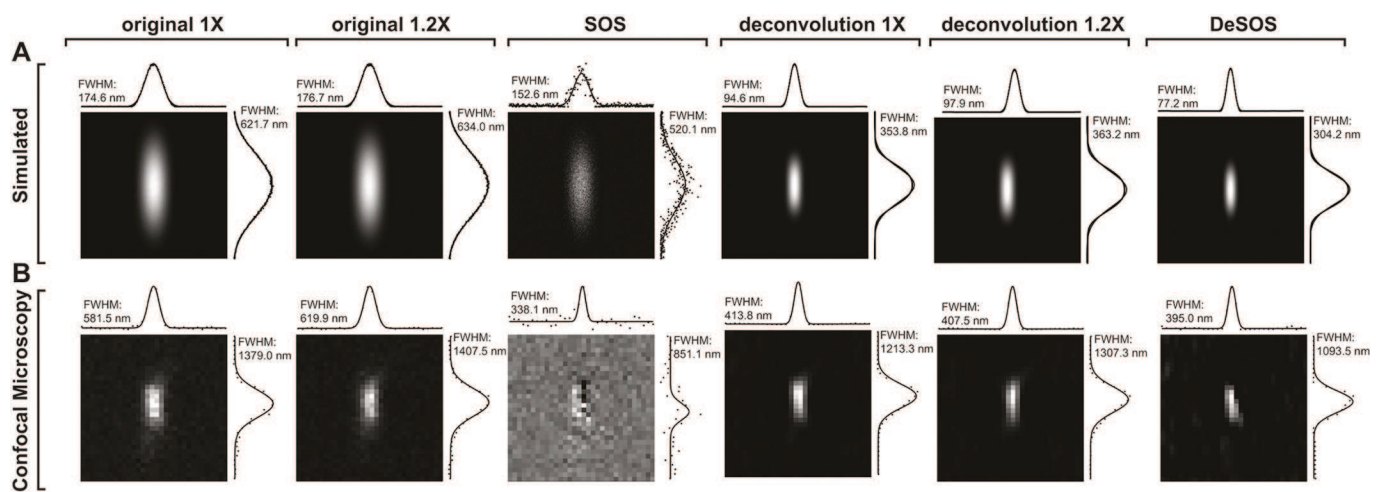 original 1X
original 1.2X
SOS
deconvolution 1X
deconvolution 1.2X
DeSOS
A
Simulated
FWHM:
174.6 nm
FWHM:
621.7 nm
FWHM:
176.7 nm
FWHM:
634.0 nm
FWHM:
152.6 nm
FWHM:
520.1 nm
FWHM:
94.6 nm
FWHM:
353.8 nm
FWHM:
97.9 nm
FWHM:
363.2 nm
FWHM:
77.2 nm
FWHM:
304.2 nm
B
Confocal Microscopy
FWHM:
581.5 nm
FWHM:
1379.0 nm
FWHM:
619.9 nm
FWHM:
1407.5 nm
FWHM:
338.1 nm
FWHM:
851.1 nm
FWHM:
413.8 nm
FWHM:
1213.3 nm
FWHM:
407.5 nm
FWHM:
1307.3 nm
FWHM:
395.0 nm
FWHM:
1093.5 nm